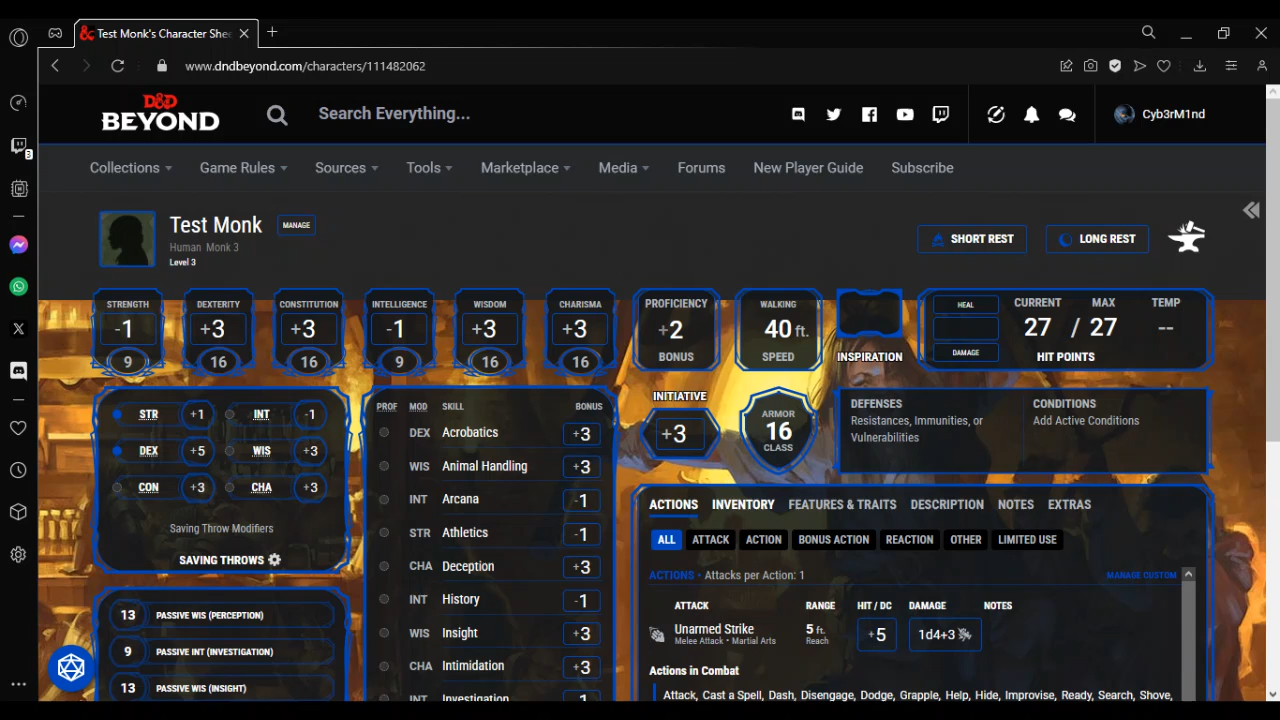 Test Monk's Character Shee
www.dndbeyond.com/characters/111482062
D&D
BEYOND
Search Everything...
Cyb3rM1nd
3
Collections
Game Rules
Sources
Tools
Marketplace
Media
Forums
New Player Guide
Subscribe
Test Monk
MANAGE
Human Monk 3
Level 3
SHORT REST
LONG REST
STRENGTH
-1
9
DEXTERITY
+3
16
CONSTITUTION
+3
16
INTELLIGENCE
-1
9
WISDOM
+3
16
CHARISMA
+3
16
PROFICIENCY
+2
BONUS
WALKING
40 ft.
SPEED
INSPIRATION
HEAL
DAMAGE
CURRENT MAX TEMP
27 / 27 --
HIT POINTS
STR +1 INT -1
DEX +5 WIS +3
CON +3 CHA +3
Saving Throw Modifiers
SAVING THROWS
13 PASSIVE WIS (PERCEPTION)
9 PASSIVE INT (INVESTIGATION)
13 PASSIVE WIS (INSIGHT)
PROF MOD SKILL BONUS
DEX Acrobatics +3
WIS Animal Handling +3
INT Arcana -1
STR Athletics -1
CHA Deception +3
INT History -1
WIS Insight +3
CHA Intimidation +3
INT Investigation -1
INITIATIVE
+3
ARMOR
16
CLASS
DEFENSES
Resistances, Immunities, or
Vulnerabilities
CONDITIONS
Add Active Conditions
ACTIONS INVENTORY FEATURES & TRAITS DESCRIPTION NOTES EXTRAS
ALL ATTACK ACTION BONUS ACTION REACTION OTHER LIMITED USE
ACTIONS • Attacks per Action: 1
MANAGE CUSTOM
ATTACK RANGE HIT / DC DAMAGE NOTES
Unarmed Strike 5 ft. +5 1d4+3
Melee Attack • Martial Arts Reach
Actions in Combat
Attack, Cast a Spell, Dash, Disengage, Dodge, Grapple, Help, Hide, Improvise, Ready, Search, Shove,